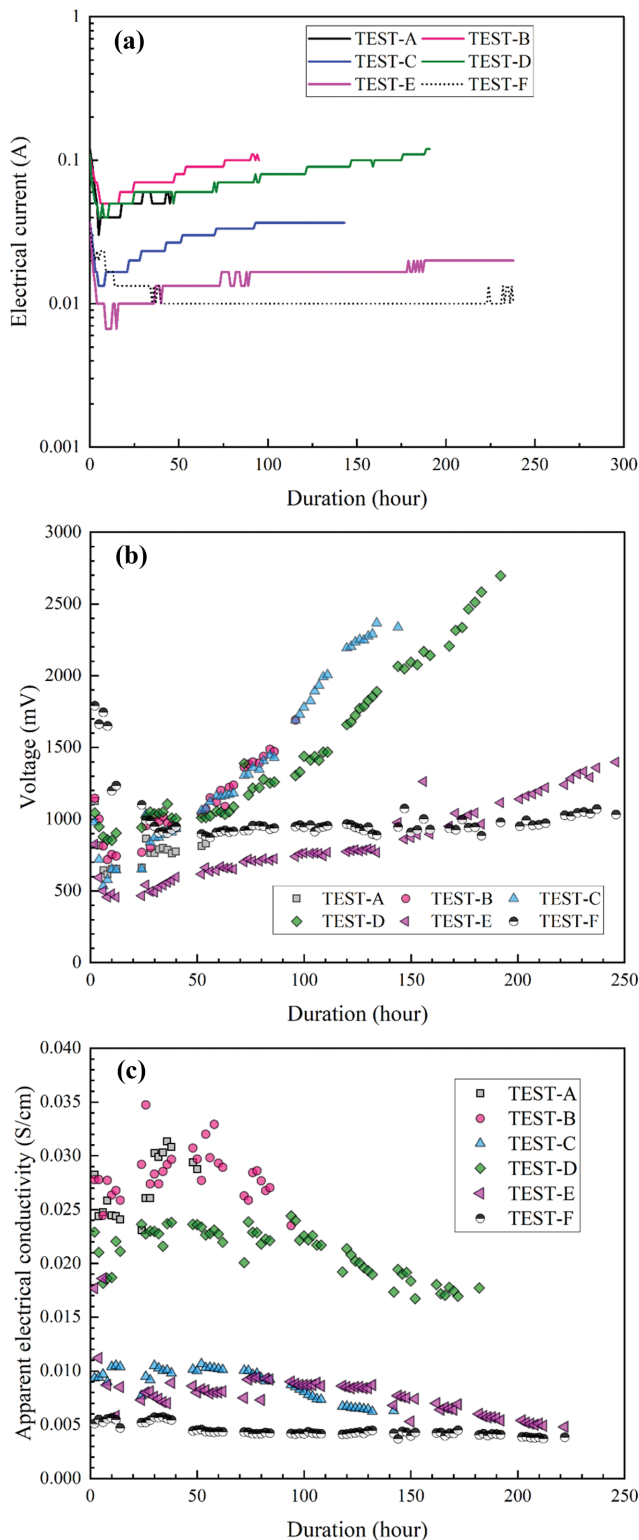 (a)
TEST-A TEST-B
TEST-C TEST-D
TEST-E TEST-F
Electrical current (A)
1
0.1
0.01
0.001
0 50 100 150 200 250 300
Duration (hour)
(b)
Voltage (mV)
3000
2500
2000
1500
1000
500
0
TEST-A TEST-B TEST-C
TEST-D TEST-E TEST-F
0 50 100 150 200 250
Duration (hour)
(c)
Apparent electrical conductivity (S/cm)
0.040
0.035
0.030
0.025
0.020
0.015
0.010
0.005
0.000
TEST-A
TEST-B
TEST-C
TEST-D
TEST-E
TEST-F
0 50 100 150 200 250
Duration (hour)